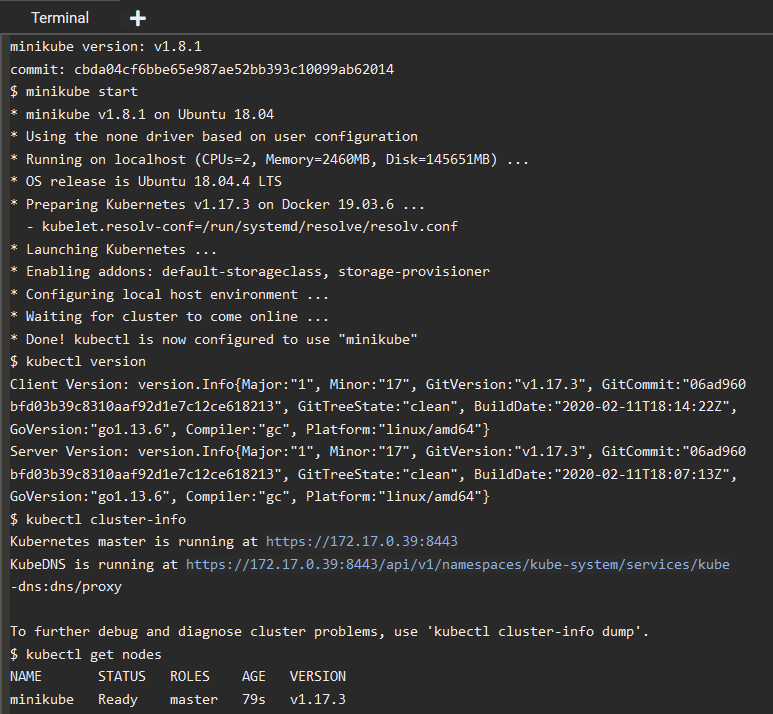 Terminal +
minikube version: v1.8.1
commit: cbda04cf6bbe65e987ae52bb393c10099ab62014
$ minikube start
* minikube v1.8.1 on Ubuntu 18.04
* Using the none driver based on user configuration
* Running on localhost (CPUs=2, Memory=2460MB, Disk=145651MB) ...
* OS release is Ubuntu 18.04.4 LTS
* Preparing Kubernetes v1.17.3 on Docker 19.03.6 ...
  - kubelet.resolv-conf=/run/systemd/resolve/resolv.conf
* Launching Kubernetes ...
* Enabling addons: default-storageclass, storage-provisioner
* Configuring local host environment ...
* Waiting for cluster to come online ...
* Done! kubectl is now configured to use "minikube"
$ kubectl version
Client Version: version.Info{Major:"1", Minor:"17", GitVersion:"v1.17.3", GitCommit:"06ad960
bfd03b39c8310aaf92d1e7c12ce618213", GitTreeState:"clean", BuildDate:"2020-02-11T18:14:22Z",
GoVersion:"go1.13.6", Compiler:"gc", Platform:"linux/amd64"}
Server Version: version.Info{Major:"1", Minor:"17", GitVersion:"v1.17.3", GitCommit:"06ad960
bfd03b39c8310aaf92d1e7c12ce618213", GitTreeState:"clean", BuildDate:"2020-02-11T18:07:13Z",
GoVersion:"go1.13.6", Compiler:"gc", Platform:"linux/amd64"}
$ kubectl cluster-info
Kubernetes master is running at https://172.17.0.39:8443
KubeDNS is running at https://172.17.0.39:8443/api/v1/namespaces/kube-system/services/kube
-dns:dns/proxy

To further debug and diagnose cluster problems, use 'kubectl cluster-info dump'.
$ kubectl get nodes
NAME       STATUS   ROLES    AGE   VERSION
minikube   Ready    master   79s   v1.17.3